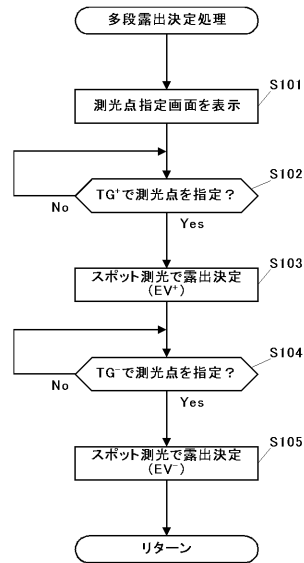 多段露出決定処理
S101
測光点指定画面を表示
S102
TG⁺で測光点を指定？
No
Yes
S103
スポット測光で露出決定
(EV⁺)
S104
TG⁻で測光点を指定？
No
Yes
S105
スポット測光で露出決定
(EV⁻)
リターン